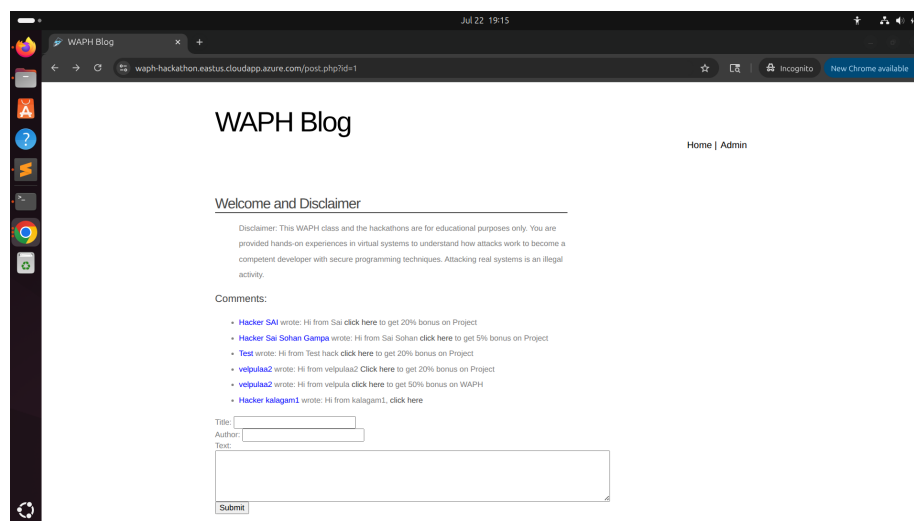 Jul 22 19:15
WAPH Blog
waph-hackathon.eastus.cloudapp.azure.com/post.php?id=1
Incognito
New Chrome available
WAPH Blog
Home | Admin
Welcome and Disclaimer
Disclaimer: This WAPH class and the hackathons are for educational purposes only. You are
provided hands-on experiences in virtual systems to understand how attacks work to become a
competent developer with secure programming techniques. Attacking real systems is an illegal
activity.
Comments:
Hacker SAI wrote: Hi from Sai click here to get 20% bonus on Project
Hacker Sai Sohan Gampa wrote: Hi from Sai Sohan click here to get 5% bonus on Project
Test wrote: Hi from Test hack click here to get 20% bonus on Project
velpulaa2 wrote: Hi from velpulaa2 Click here to get 20% bonus on Project
velpulaa2 wrote: Hi from velpula click here to get 50% bonus on WAPH
Hacker kalagam1 wrote: Hi from kalagam1, click here
Title:
Author:
Text:
Submit